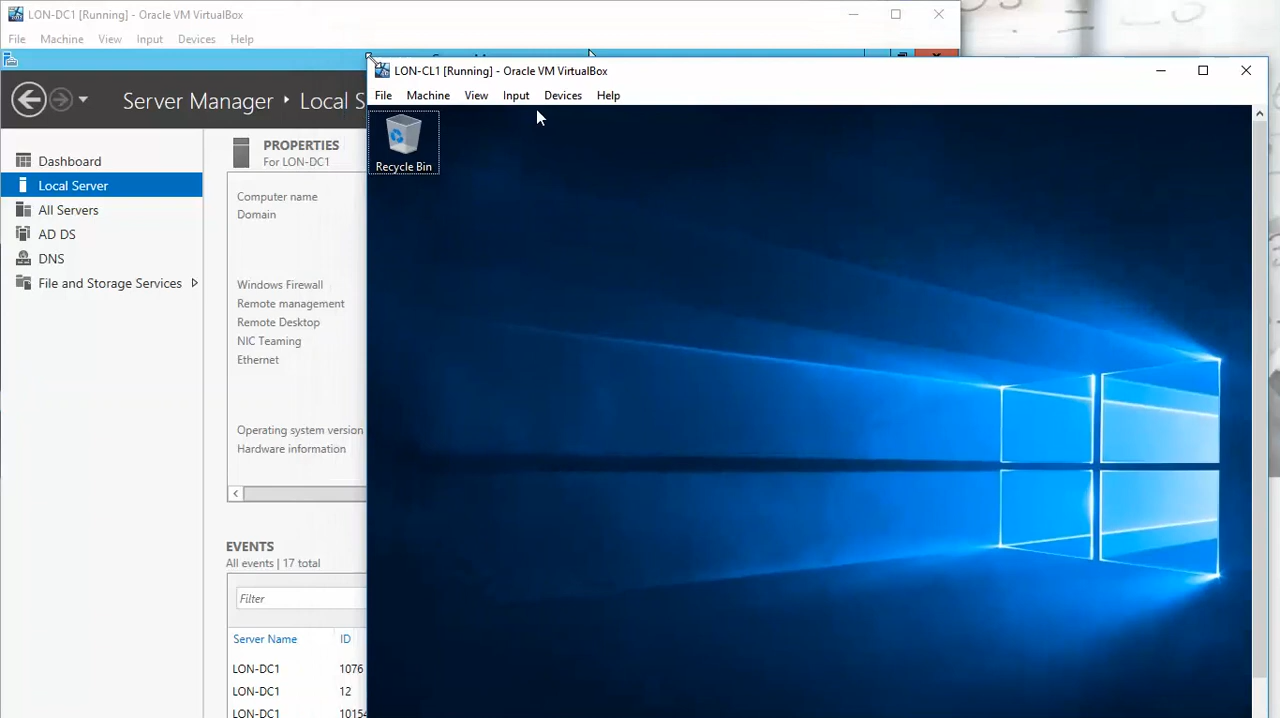 LON-DC1 [Running] - Oracle VM VirtualBox
File Machine View Input Devices Help
LON-CL1 [Running] - Oracle VM VirtualBox
File Machine View Input Devices Help
Recycle Bin
Server Manager Local S
Dashboard
Local Server
All Servers
AD DS
DNS
File and Storage Services
PROPERTIES
For LON-DC1
Computer name
Domain
Windows Firewall
Remote management
Remote Desktop
NIC Teaming
Ethernet
Operating system version
Hardware information
EVENTS
All events | 17 total
Filter
Server Name ID
LON-DC1 1076
LON-DC1 12
LON-DC1 10154